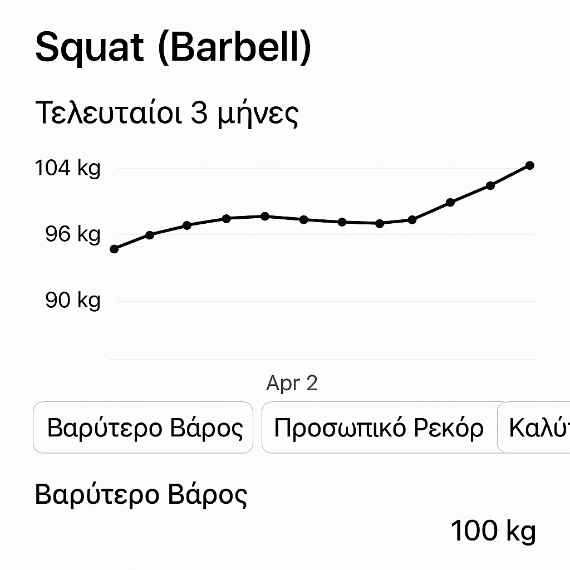 Squat (Barbell)
Τελευταίοι 3 μήνες
104 kg
96 kg
90 kg
Apr 2
Βαρύτερο Βάρος Προσωπικό Ρεκόρ
Βαρύτερο Βάρος
100 kg